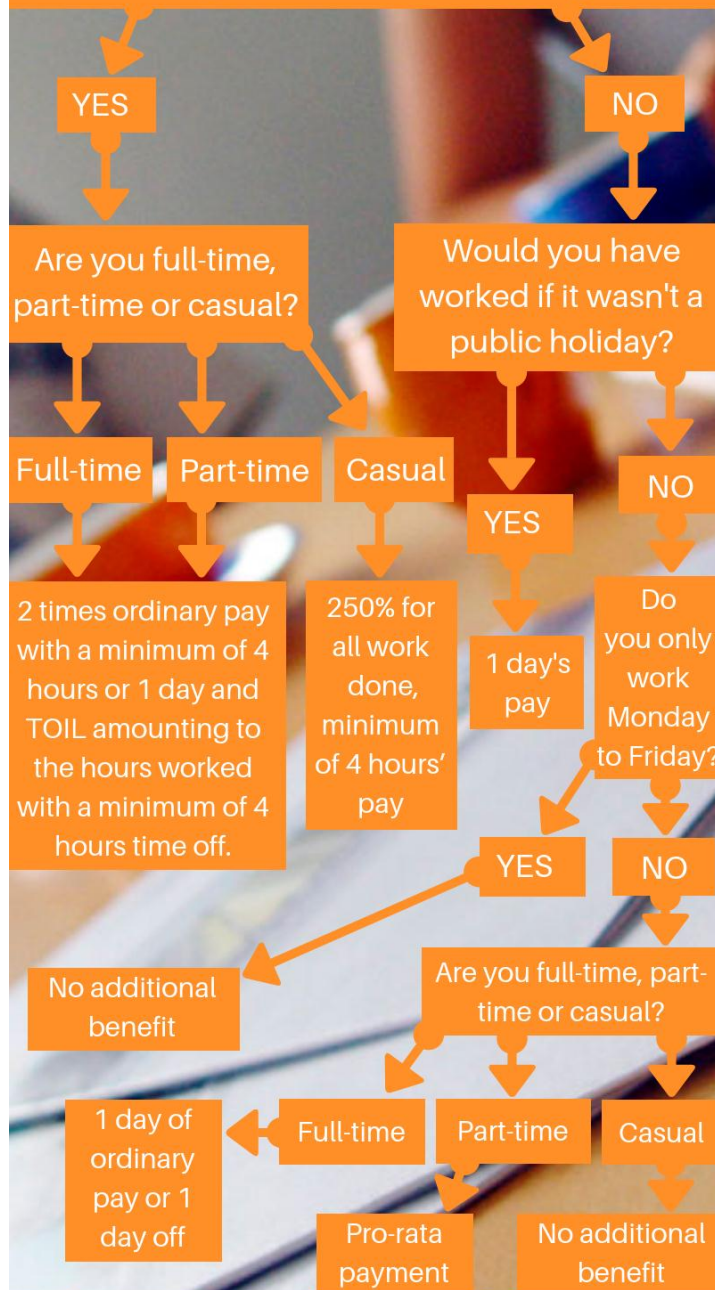 YES
NO
Are you full-time,
part-time or casual?
Would you have
worked if it wasn't a
public holiday?
Full-time
Part-time
Casual
YES
NO
2 times ordinary pay
with a minimum of 4
hours or 1 day and
TOIL amounting to
the hours worked
with a minimum of 4
hours time off.
250% for
all work
done,
minimum
of 4 hours’
pay
1 day's
pay
Do
you only
work
Monday
to Friday?
YES
NO
No additional
benefit
Are you full-time, part-
time or casual?
Full-time
Part-time
Casual
1 day of
ordinary
pay or 1
day off
Pro-rata
payment
No additional
benefit